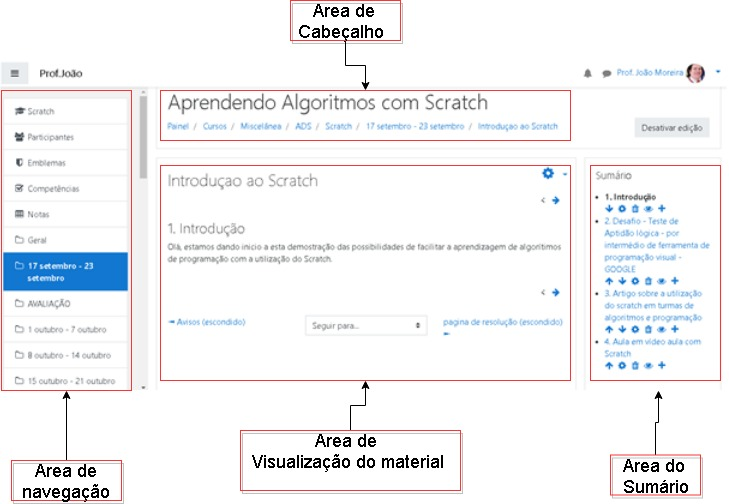 Area de
Cabeçalho
Prof.João
Prof. João Moreira
Scratch
Participantes
Emblemas
Competências
Notas
Geral
17 setembro - 23
setembro
AVALIAÇÃO
1 outubro - 7 outubro
8 outubro - 14 outubro
15 outubro - 21 outubro
Aprendendo Algoritmos com Scratch
Painel / Cursos / Miscelânea / ADS / Scratch / 17 setembro - 23 setembro / Introduçao ao Scratch
Desativar edição
Introduçao ao Scratch
1. Introdução
Olá, estamos dando inicio a esta demostração das possibilidades de facilitar a aprendizagem de algoritimos
de programação com a utilização do Scratch.
Avisos (escondido)
Seguir para...
pagina de resolução (escondido)
Sumário
1. Introdução
2. Desafio - Teste de
Aptidão lògica - por
intermédio de ferramenta de
programação visual -
GOOGLE
3. Artigo sobre a utilização
do scratch em turmas de
algoritmos e programação
4. Aula em video aula com
Scratch
Area de
navegação
Area de
Visualização do material
Area do
Sumário